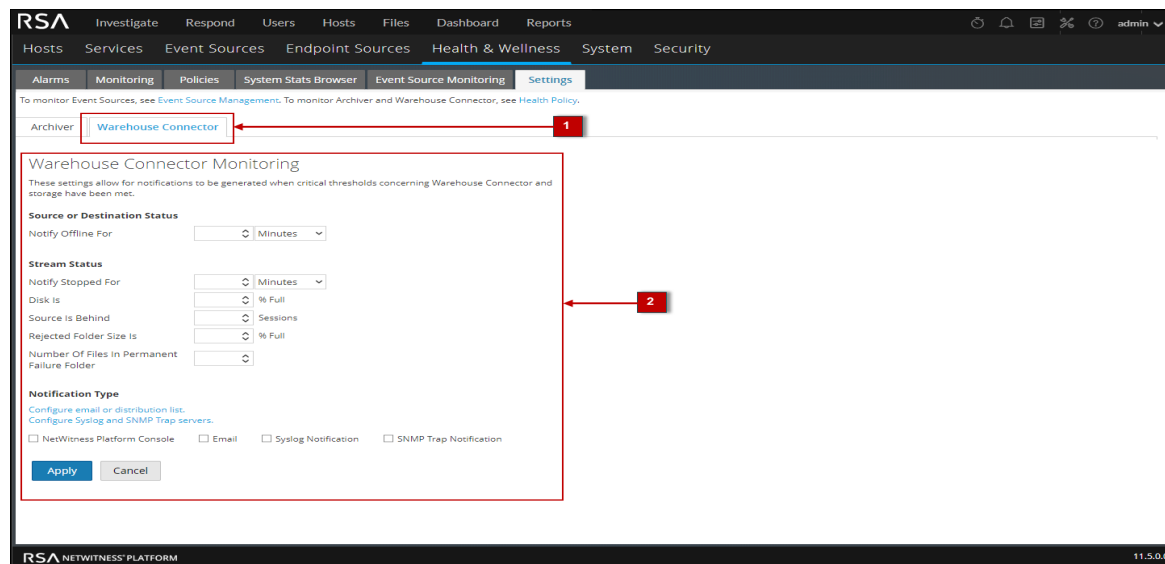 RSA Investigate Respond Users Hosts Files Dashboard Reports admin
Hosts Services Event Sources Endpoint Sources Health & Wellness System Security
Alarms Monitoring Policies System Stats Browser Event Source Monitoring Settings
To monitor Event Sources, see Event Source Management. To monitor Archiver and Warehouse Connector, see Health Policy.
Archiver Warehouse Connector 1
Warehouse Connector Monitoring
These settings allow for notifications to be generated when critical thresholds concerning Warehouse Connector and
storage have been met.
Source or Destination Status
Notify Offline For Minutes
Stream Status
Notify Stopped For Minutes
Disk Is % Full
2
Source Is Behind Sessions
Rejected Folder Size Is % Full
Number Of Files In Permanent
Failure Folder
Notification Type
Configure email or distribution list.
Configure Syslog and SNMP Trap servers.
NetWitness Platform Console Email Syslog Notification SNMP Trap Notification
Apply Cancel
RSA NETWITNESS® PLATFORM 11.5.0.